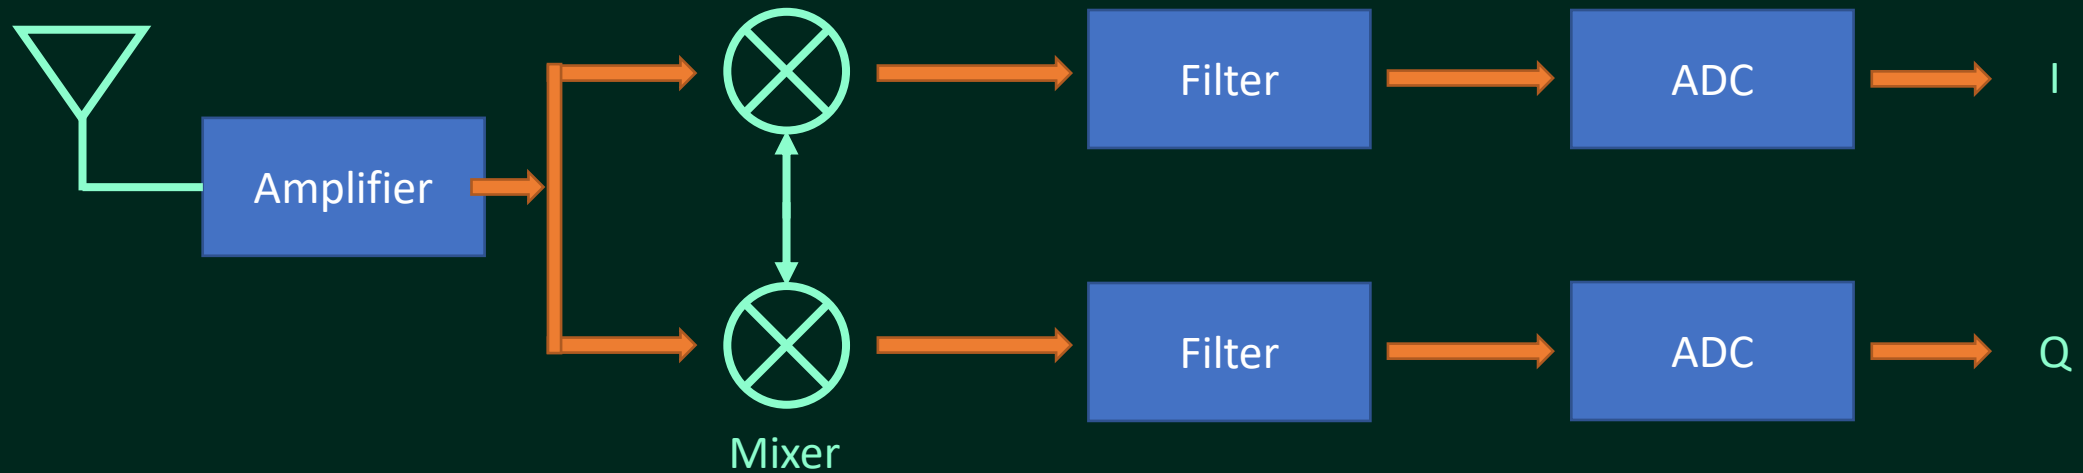 Filter
ADC
I
Amplifier
Filter
ADC
Q
Mixer